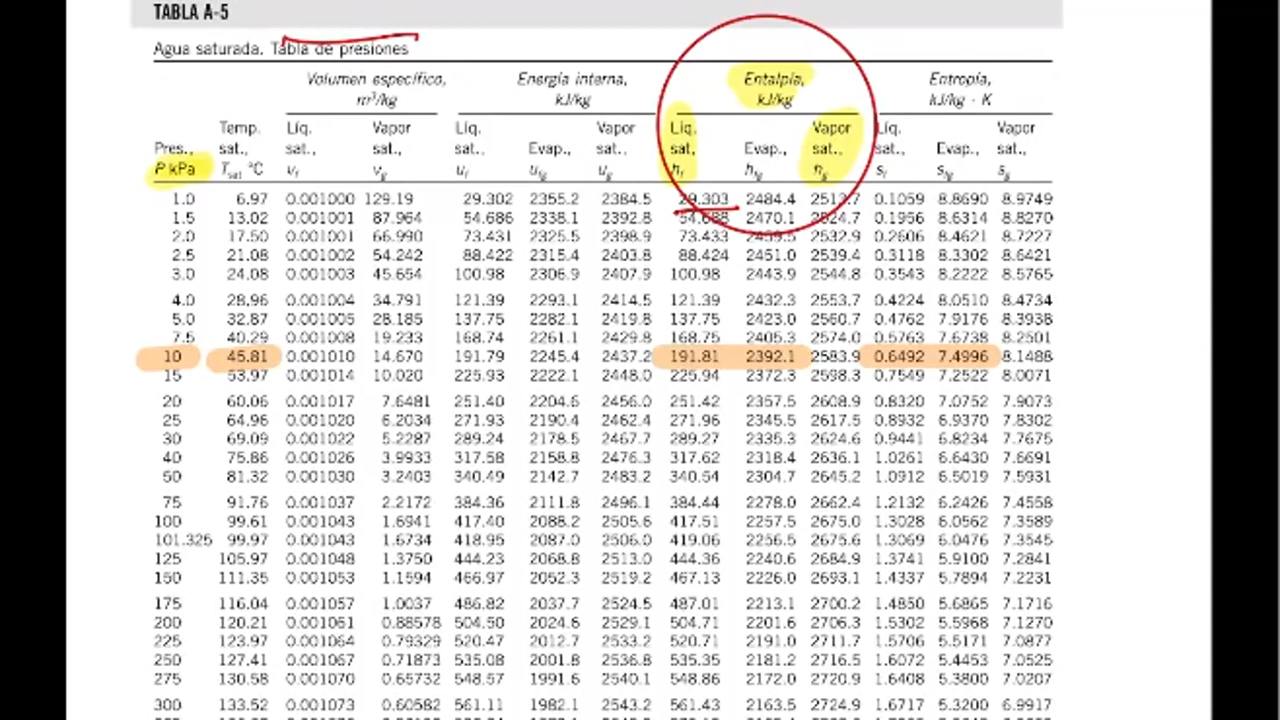 TABLA A-5
Agua saturada. Tabla de presiones
Volumen específico, Energía interna, Entalpía, Entropía,
m³/kg kJ/kg kJ/kg kJ/kg · K
Temp. Líq. Vapor Líq. Vapor Líq. Vapor Líq. Vapor
Pres., sat., sat., sat., sat., Evap., sat., sat, Evap., sat., sat., Evap., sat.,
P kPa Tsat °C vf vg uf ufg ug hf hfg hg sf sfg sg
1.0 6.97 0.001000 129.19 29.302 2355.2 2384.5 29.303 2484.4 2513.7 0.1059 8.8690 8.9749
1.5 13.02 0.001001 87.964 54.686 2338.1 2392.8 54.688 2470.1 2524.7 0.1956 8.6314 8.8270
2.0 17.50 0.001001 66.990 73.431 2325.5 2398.9 73.433 2459.5 2532.9 0.2606 8.4621 8.7227
2.5 21.08 0.001002 54.242 88.422 2315.4 2403.8 88.424 2451.0 2539.4 0.3118 8.3302 8.6421
3.0 24.08 0.001003 45.654 100.98 2306.9 2407.9 100.98 2443.9 2544.8 0.3543 8.2222 8.5765
4.0 28.96 0.001004 34.791 121.39 2293.1 2414.5 121.39 2432.3 2553.7 0.4224 8.0510 8.4734
5.0 32.87 0.001005 28.185 137.75 2282.1 2419.8 137.75 2423.0 2560.7 0.4762 7.9176 8.3938
7.5 40.29 0.001008 19.233 168.74 2261.1 2429.8 168.75 2405.3 2574.0 0.5763 7.6738 8.2501
10 45.81 0.001010 14.670 191.79 2245.4 2437.2 191.81 2392.1 2583.9 0.6492 7.4996 8.1488
15 53.97 0.001014 10.020 225.93 2222.1 2448.0 225.94 2372.3 2598.3 0.7549 7.2522 8.0071
20 60.06 0.001017 7.6481 251.40 2204.6 2456.0 251.42 2357.5 2608.9 0.8320 7.0752 7.9073
25 64.96 0.001020 6.2034 271.93 2190.4 2462.4 271.96 2345.5 2617.5 0.8932 6.9370 7.8302
30 69.09 0.001022 5.2287 289.24 2178.5 2467.7 289.27 2335.3 2624.6 0.9441 6.8234 7.7675
40 75.86 0.001026 3.9933 317.58 2158.8 2476.3 317.62 2318.4 2636.1 1.0261 6.6430 7.6691
50 81.32 0.001030 3.2403 340.49 2142.7 2483.2 340.54 2304.7 2645.2 1.0912 6.5019 7.5931
75 91.76 0.001037 2.2172 384.36 2111.8 2496.1 384.44 2278.0 2662.4 1.2132 6.2426 7.4558
100 99.61 0.001043 1.6941 417.40 2088.2 2505.6 417.51 2257.5 2675.0 1.3028 6.0562 7.3589
101.325 99.97 0.001043 1.6734 418.95 2087.0 2506.0 419.06 2256.5 2675.6 1.3069 6.0476 7.3545
125 105.97 0.001048 1.3750 444.23 2068.8 2513.0 444.36 2240.6 2684.9 1.3741 5.9100 7.2841
150 111.35 0.001053 1.1594 466.97 2052.3 2519.2 467.13 2226.0 2693.1 1.4337 5.7894 7.2231
175 116.04 0.001057 1.0037 486.82 2037.7 2524.5 487.01 2213.1 2700.2 1.4850 5.6865 7.1716
200 120.21 0.001061 0.88578 504.50 2024.6 2529.1 504.71 2201.6 2706.3 1.5302 5.5968 7.1270
225 123.97 0.001064 0.79329 520.47 2012.7 2533.2 520.71 2191.0 2711.7 1.5706 5.5171 7.0877
250 127.41 0.001067 0.71873 535.08 2001.8 2536.8 535.35 2181.2 2716.5 1.6072 5.4453 7.0525
275 130.58 0.001070 0.65732 548.57 1991.6 2540.1 548.86 2172.0 2720.9 1.6408 5.3800 7.0207
300 133.52 0.001073 0.60582 561.11 1982.1 2543.2 561.43 2163.5 2724.9 1.6717 5.3200 6.9917